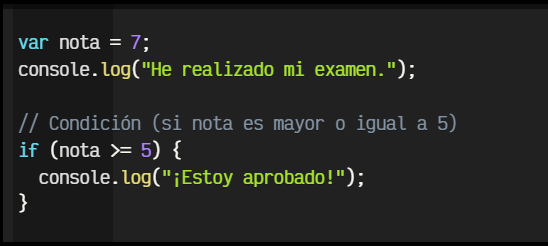 var nota = 7;
console.log("He realizado mi examen.");
// Condición (si nota es mayor o igual a 5)
if (nota >= 5) {
  console.log("¡Estoy aprobado!");
}